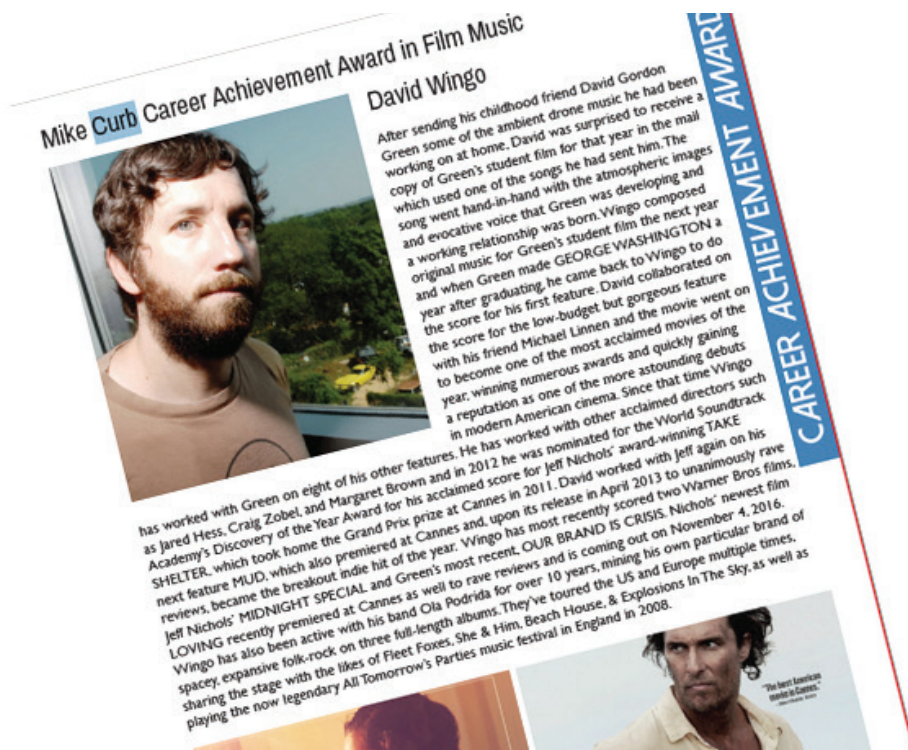 Mike Curb Career Achievement Award in Film Music
David Wingo
After sending his childhood friend David Gordon
Green some of the ambient drone music he had been
working on at home, David was surprised to receive a
copy of Green's student film for that year in the mail
which used one of the songs he had sent him. The
song went hand-in-hand with the atmospheric images
and evocative voice that Green was developing and
a working relationship was born. Wingo composed
original music for Green's student film the next year
and when Green made GEORGE WASHINGTON a
year after graduating, he came back to Wingo to do
the score for his first feature. David collaborated on
the score for the low-budget but gorgeous feature
with his friend Michael Linnen and the movie went on
to become one of the most acclaimed movies of the
year, winning numerous awards and quickly gaining
a reputation as one of the more astounding debuts
in modern American cinema. Since that time Wingo
has worked with Green on eight of his other features. He has worked with other acclaimed directors such
as Jared Hess, Craig Zobel, and Margaret Brown and in 2012 he was nominated for the World Soundtrack
Academy's Discovery of the Year Award for his acclaimed score for Jeff Nichols' award-winning TAKE
SHELTER, which took home the Grand Prix prize at Cannes in 2011. David worked with Jeff again on his
next feature MUD, which also premiered at Cannes and, upon its release in April 2013 to unanimously rave
reviews, became the breakout indie hit of the year. Wingo has most recently scored two Warner Bros films,
Jeff Nichols' MIDNIGHT SPECIAL and Green's most recent, OUR BRAND IS CRISIS. Nichols' newest film
LOVING recently premiered at Cannes as well to rave reviews and is coming out on November 4, 2016.
Wingo has also been active with his band Ola Podrida for over 10 years, mining his own particular brand of
spacey, expansive folk-rock on three full-length albums. They've toured the US and Europe multiple times,
sharing the stage with the likes of Fleet Foxes, She & Him, Beach House, & Explosions In The Sky, as well as
playing the now legendary All Tomorrow's Parties music festival in England in 2008.
CAREER ACHIEVEMENT AWARD
"The best American
movie in Cannes."